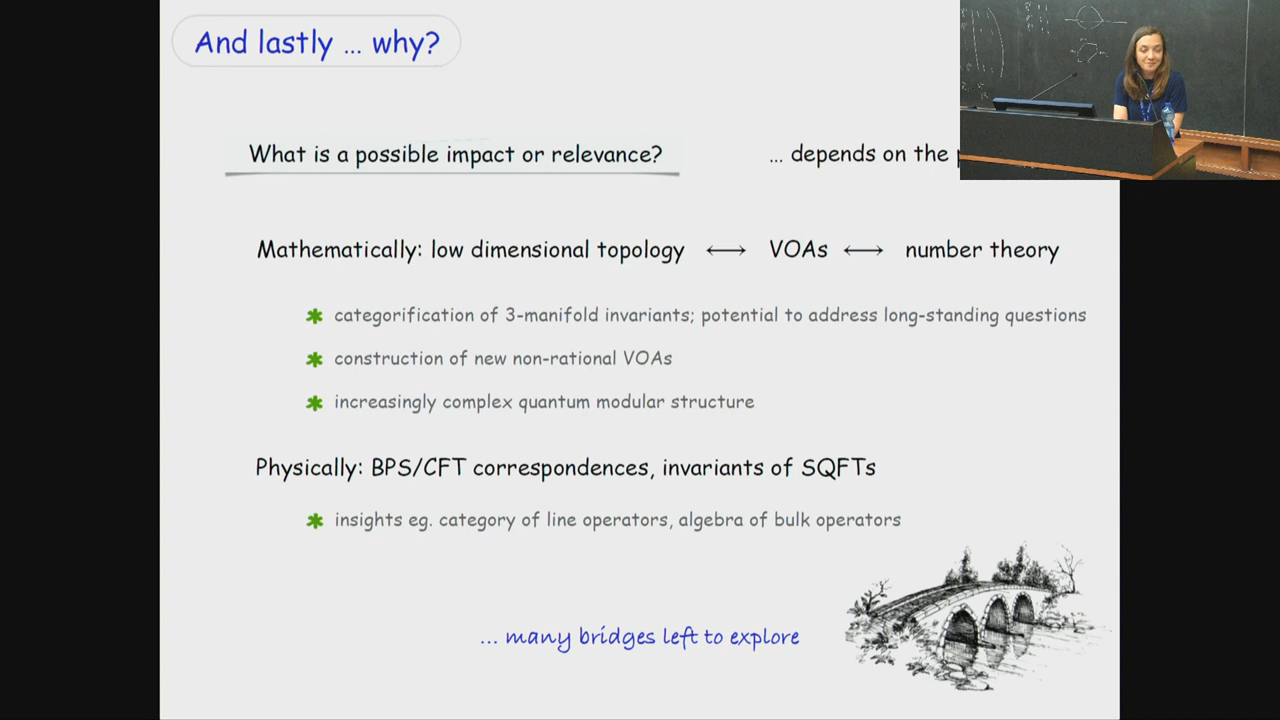 And lastly ... why?
What is a possible impact or relevance?
... depends on the
Mathematically: low dimensional topology ⟷ VOAs ⟷ number theory
✱ categorification of 3-manifold invariants; potential to address long-standing questions
✱ construction of new non-rational VOAs
✱ increasingly complex quantum modular structure
Physically: BPS/CFT correspondences, invariants of SQFTs
✱ insights eg. category of line operators, algebra of bulk operators
... many bridges left to explore